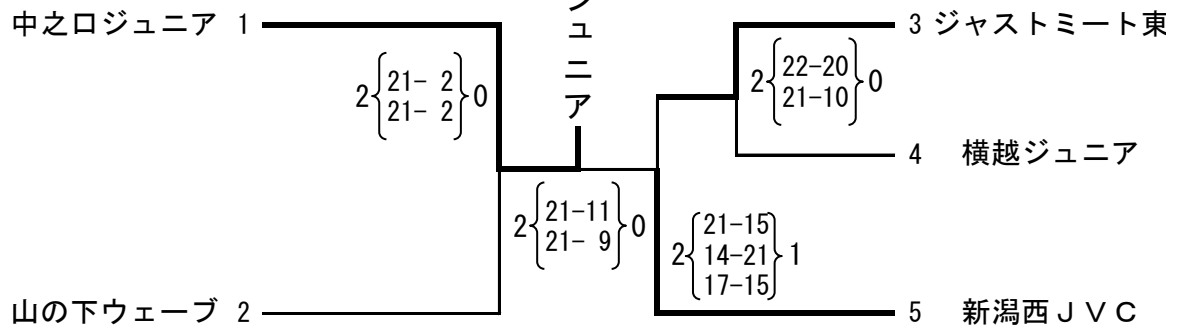 ジュニア
中之口ジュニア 1
2 21- 2 0
21- 2
山の下ウェーブ 2
2 21-11 0
21- 9
3 ジャストミート東
2 22-20 0
21-10
4 横越ジュニア
2 21-15 1
14-21
17-15
5 新潟西ＪＶＣ